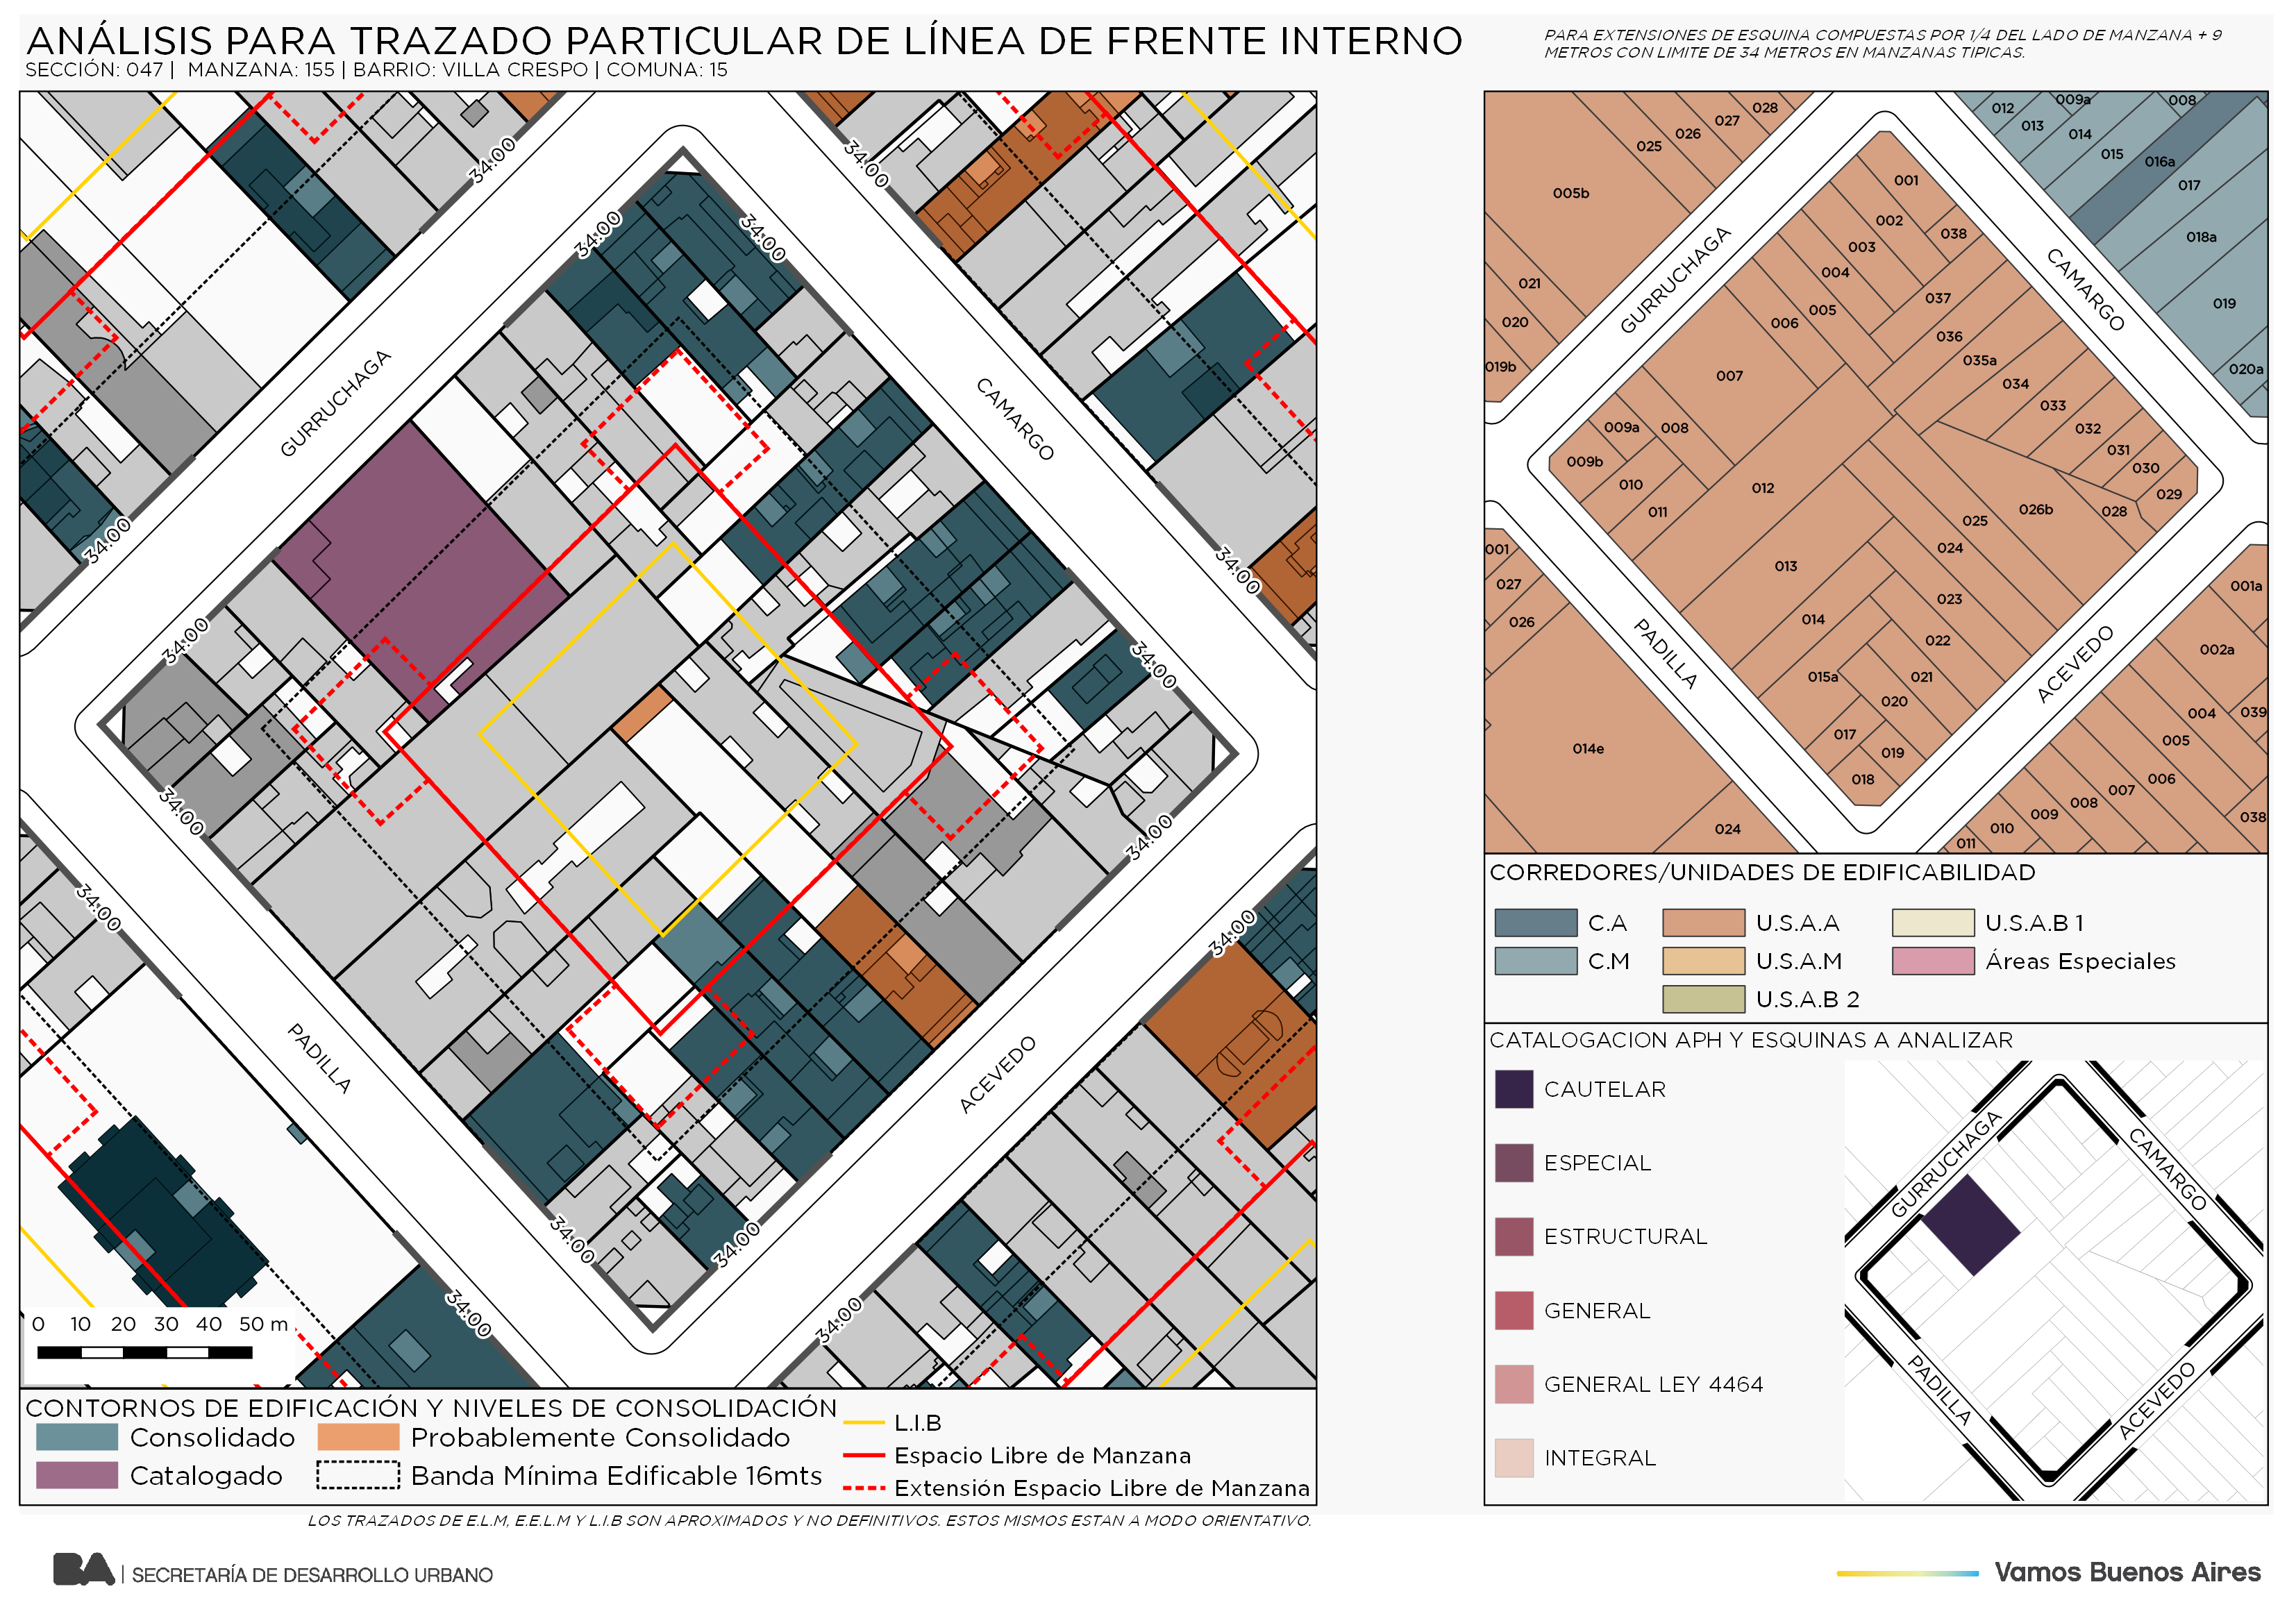 ANÁLISIS PARA TRAZADO PARTICULAR DE LÍNEA DE FRENTE INTERNO
SECCIÓN: 047 | MANZANA: 155 | BARRIO: VILLA CRESPO | COMUNA: 15
PARA EXTENSIONES DE ESQUINA COMPUESTAS POR 1/4 DEL LADO DE MANZANA + 9
METROS CON LIMITE DE 34 METROS EN MANZANAS TIPICAS.
34:00
34:00
34:00
34:00
GURRUCHAGA
CAMARGO
34:00
34:00
34:00
34:00
34:00
34:00
34:00
34:00
PADILLA
ACEVEDO
34:00
34:00
34:00
34:00
0 10 20 30 40 50 m
CONTORNOS DE EDIFICACIÓN Y NIVELES DE CONSOLIDACIÓN
Consolidado
Probablemente Consolidado
Catalogado
Banda Mínima Edificable 16mts
L.I.B
Espacio Libre de Manzana
Extensión Espacio Libre de Manzana
LOS TRAZADOS DE E.L.M, E.E.L.M Y L.I.B SON APROXIMADOS Y NO DEFINITIVOS. ESTOS MISMOS ESTAN A MODO ORIENTATIVO.
028
027
026
025
005b
021
020
019b
012
009a
008
013
014
015
016a
017
018a
019
020a
GURRUCHAGA
CAMARGO
001
002
038
003
004
037
005
006
036
035a
007
034
033
009a
008
032
031
009b
030
010
012
029
011
026b
028
025
024
013
023
014
022
015a
021
020
017
019
018
001
027
026
014e
024
PADILLA
ACEVEDO
001a
002a
004
039
005
006
007
008
009
038
010
011
CORREDORES/UNIDADES DE EDIFICABILIDAD
C.A
U.S.A.A
U.S.A.B 1
C.M
U.S.A.M
Áreas Especiales
U.S.A.B 2
CATALOGACION APH Y ESQUINAS A ANALIZAR
CAUTELAR
ESPECIAL
ESTRUCTURAL
GENERAL
GENERAL LEY 4464
INTEGRAL
GURRUCHAGA
CAMARGO
PADILLA
ACEVEDO
BA | SECRETARÍA DE DESARROLLO URBANO
Vamos Buenos Aires